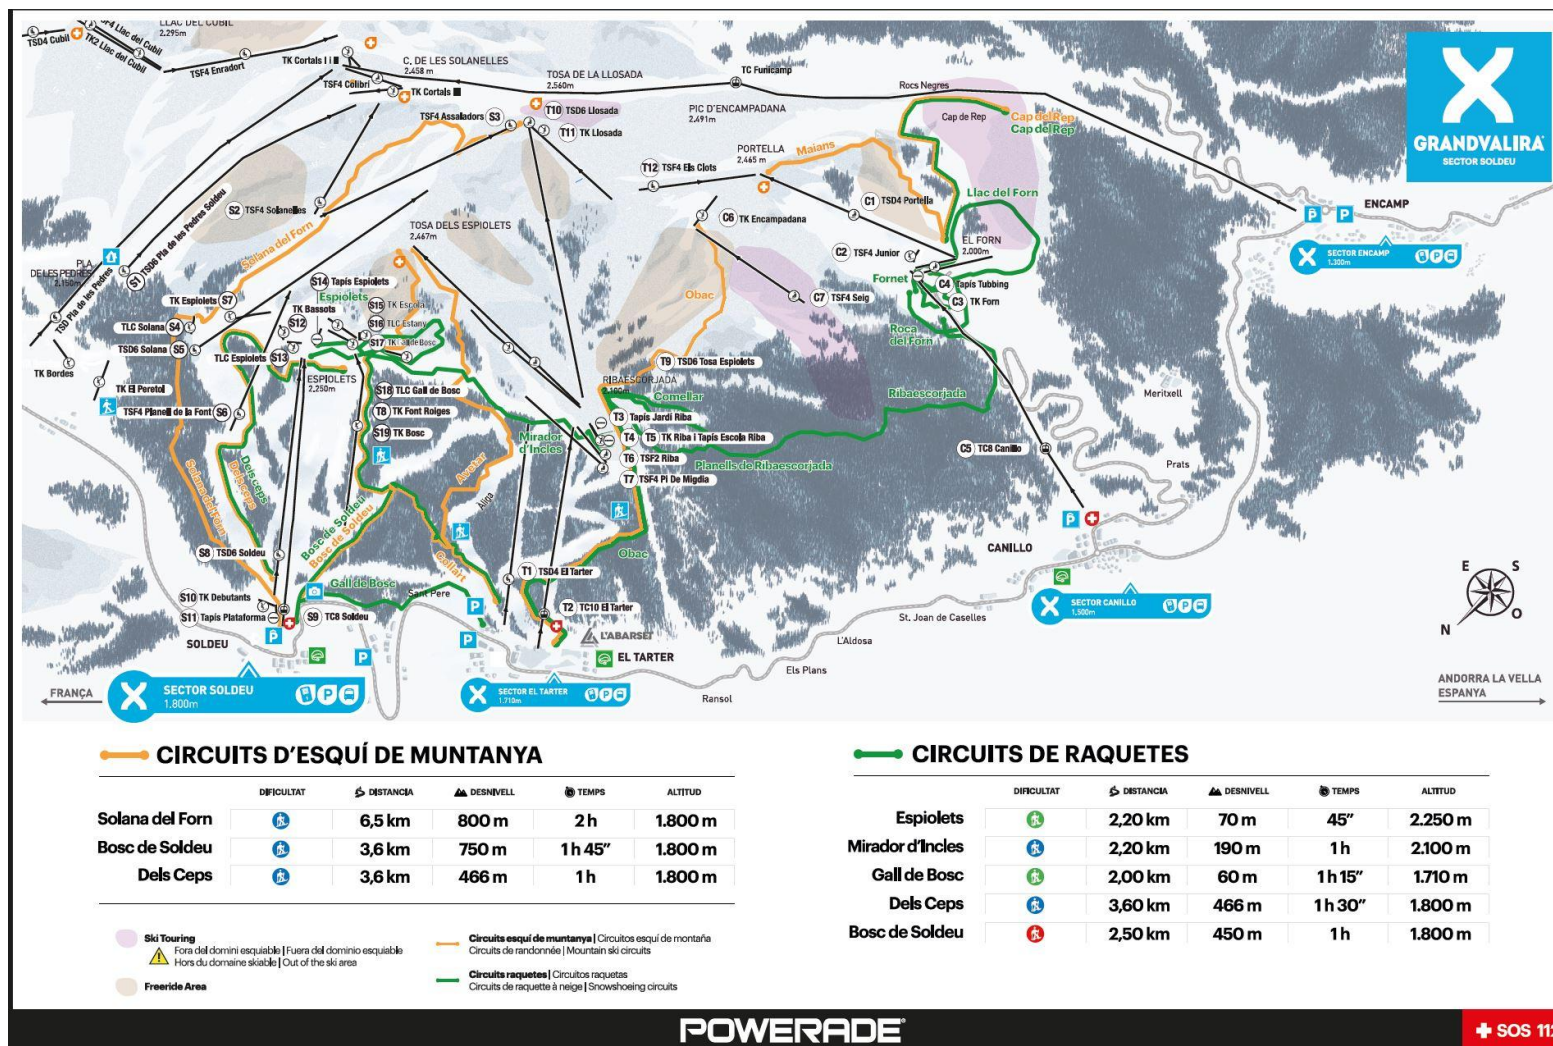 LLAC DEL CUBIL
2.295m
TSD4 Cubil
TSF4 Llac del Cubil
TK2 Llac del Cubil
TSF4 Enradort
TK Cortals I i II
TSF4 Colibrí
TK Cortals III
C. DE LES SOLANELLES
2.458 m
TOSA DE LA LLOSADA
2.560m
TC Funicamp
Rocs Negres
PIC D'ENCAMPADANA
2.491m
Cap de Rep
Cap del Rep
Cap del Rep
GRANDVALIRA
SECTOR SOLDEU
TSF4 Assaladors S3
T10 TSD6 Llosada
T11 TK Llosada
PORTELLA
2,465 m
Maians
T12 TSF4 Els Clots
Llac del Forn
C1 TSD4 Portella
ENCAMP
SECTOR ENCAMP
1.300m
S2 TSF4 Solanelles
Solana del Forn
TOSA DELS ESPIOLETS
2.467m
C6 TK Encampadana
C2 TSF4 Junior
EL FORN
2.000m
PLA
DE LES PEDRES
2.150m
TSD Pla de les Pedres
S1 TSD6 Pla de les Pedres Soldeu
S14 Tapís Espiolets
Espiolets
TK Espiolets S7
TK Bassots
S12
S15 TK Escola
S16 TLC Estany
S17 TK Gall de Bosc
Obac
C7 TSF4 Seig
Fornet
C4 Tapís Tubbing
C3 TK Forn
Roca
del Forn
TLC Solana S4
TSD6 Solana S5
TLC Espiolets S13
TK Bordes
ESPIOLETS
2,250m
T9 TSD6 Tosa Espiolets
RIBAESCORJADA
2.100m
TK El Peretol
S18 TLC Gall de Bosc
Comellar
Ribaescorjada
Meritxell
TSF4 Planell de la Font S6
T8 TK Font Roiges
T3 Tapís Jardí Riba
S19 TK Bosc
Mirador
d'Incles
T4
T5 TK Riba i Tapís Escola Riba
T6 TSF2 Riba
T7 TSF4 Pi De Migdia
Planells de Ribaescorjada
C5 TC8 Canillo
Prats
Solana del Forn
Dels ceps
Dels ceps
Avetar
Àliga
Bosc de Soldeu
Bosc de Soldeu
CANILLO
S8 TSD6 Soldeu
Collart
Obac
T1 TSD4 El Tarter
Gall de Bosc
Sant Pere
S10 TK Debutants
S11 Tapís Plataforma
S9 TC8 Soldeu
T2 TC10 El Tarter
L'ABARSET
SOLDEU
EL TARTER
SECTOR CANILLO
1,500m
St. Joan de Caselles
L'Aldosa
Els Plans
Ransol
E S
N O
FRANÇA
SECTOR SOLDEU
1.800m
SECTOR EL TARTER
1.710m
ANDORRA LA VELLA
ESPANYA
CIRCUITS D'ESQUÍ DE MUNTANYA
DIFICULTAT DISTANCIA DESNIVELL TEMPS ALTITUD
Solana del Forn 6,5 km 800 m 2 h 1.800 m
Bosc de Soldeu 3,6 km 750 m 1 h 45" 1.800 m
Dels Ceps 3,6 km 466 m 1 h 1.800 m
CIRCUITS DE RAQUETES
DIFICULTAT DISTANCIA DESNIVELL TEMPS ALTITUD
Espiolets 2,20 km 70 m 45" 2.250 m
Mirador d'Incles 2,20 km 190 m 1 h 2.100 m
Gall de Bosc 2,00 km 60 m 1 h 15" 1.710 m
Dels Ceps 3,60 km 466 m 1 h 30" 1.800 m
Bosc de Soldeu 2,50 km 450 m 1 h 1.800 m
Ski Touring
Fora del domini esquiable | Fuera del dominio esquiable
Hors du domaine skiable | Out of the ski area
Freeride Area
Circuits esquí de muntanya | Circuitos esquí de montaña
Circuits de randonnée | Mountain ski circuits
Circuits raquetes | Circuitos raquetas
Circuits de raquette à neige | Snowshoeing circuits
POWERADE
SOS 112